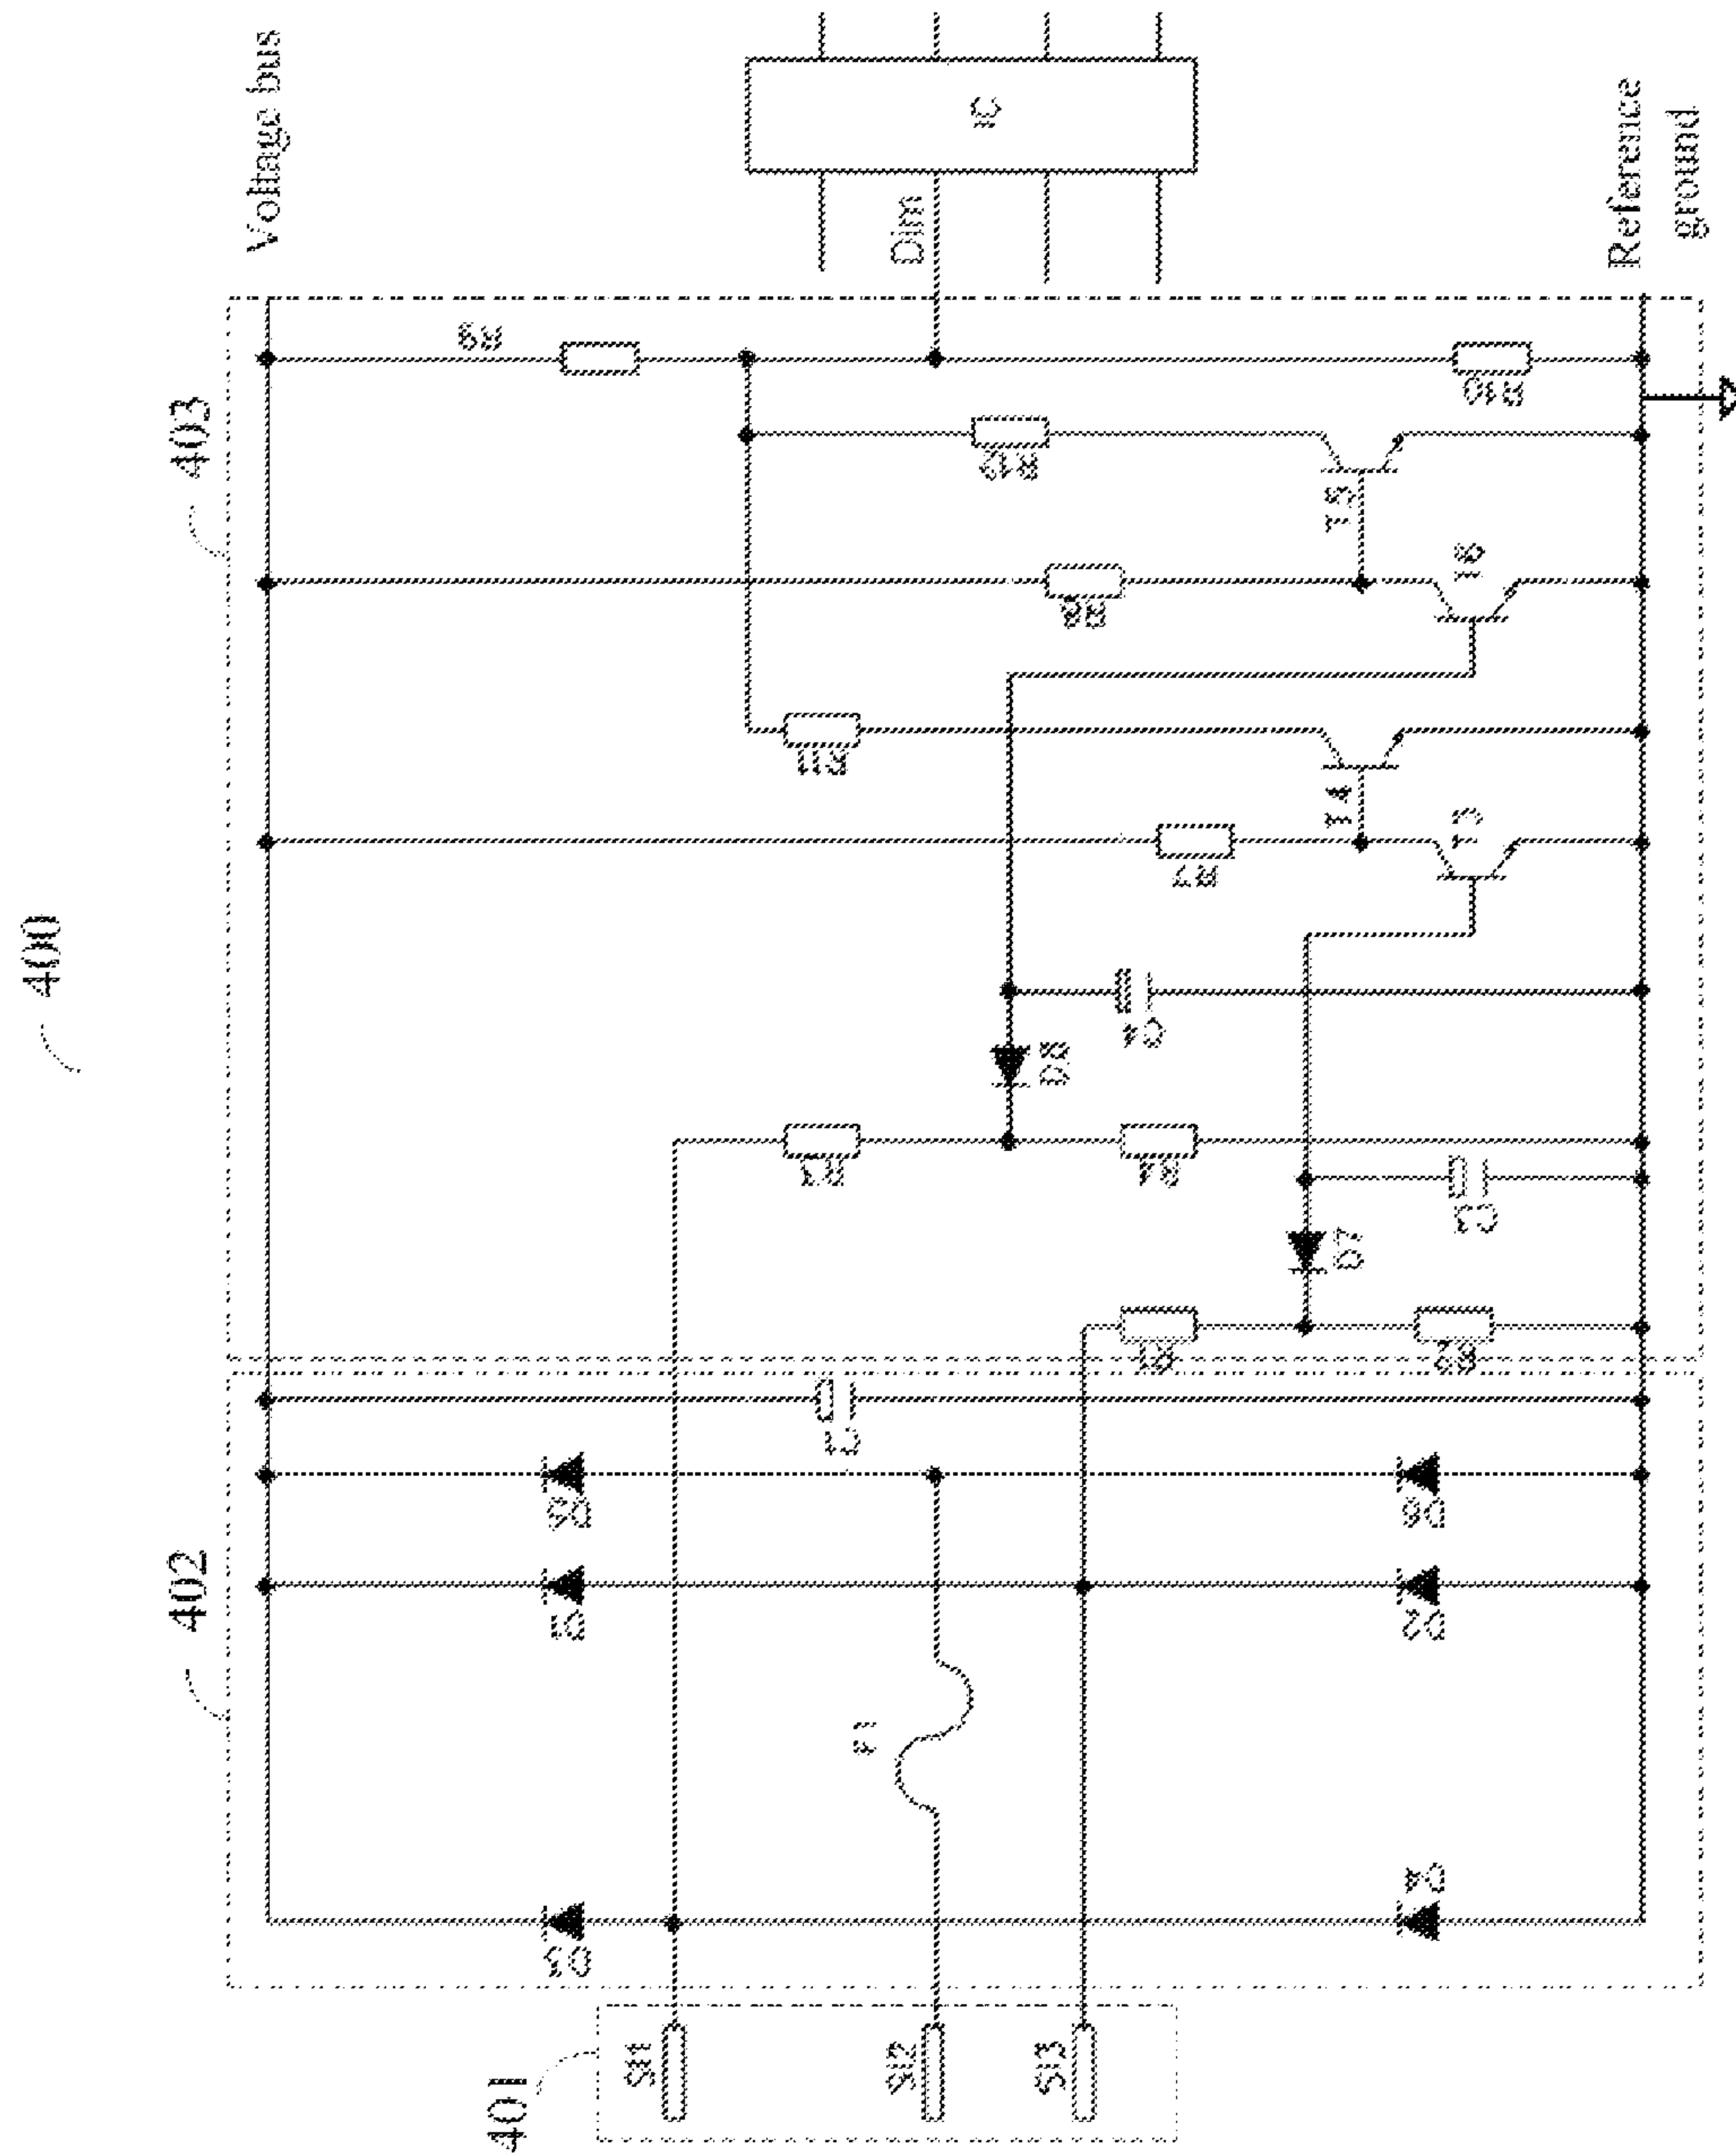 400
401
402
403
Voltage bus
Reference
ground
IC
Dim
SI1
SI2
SI3
F1
D3
D4
D1
D2
D5
D6
C1
R1
R2
D7
C3
R3
R4
D8
C4
R7
T3
T4
R11
R8
T6
T5
R12
R9
R10